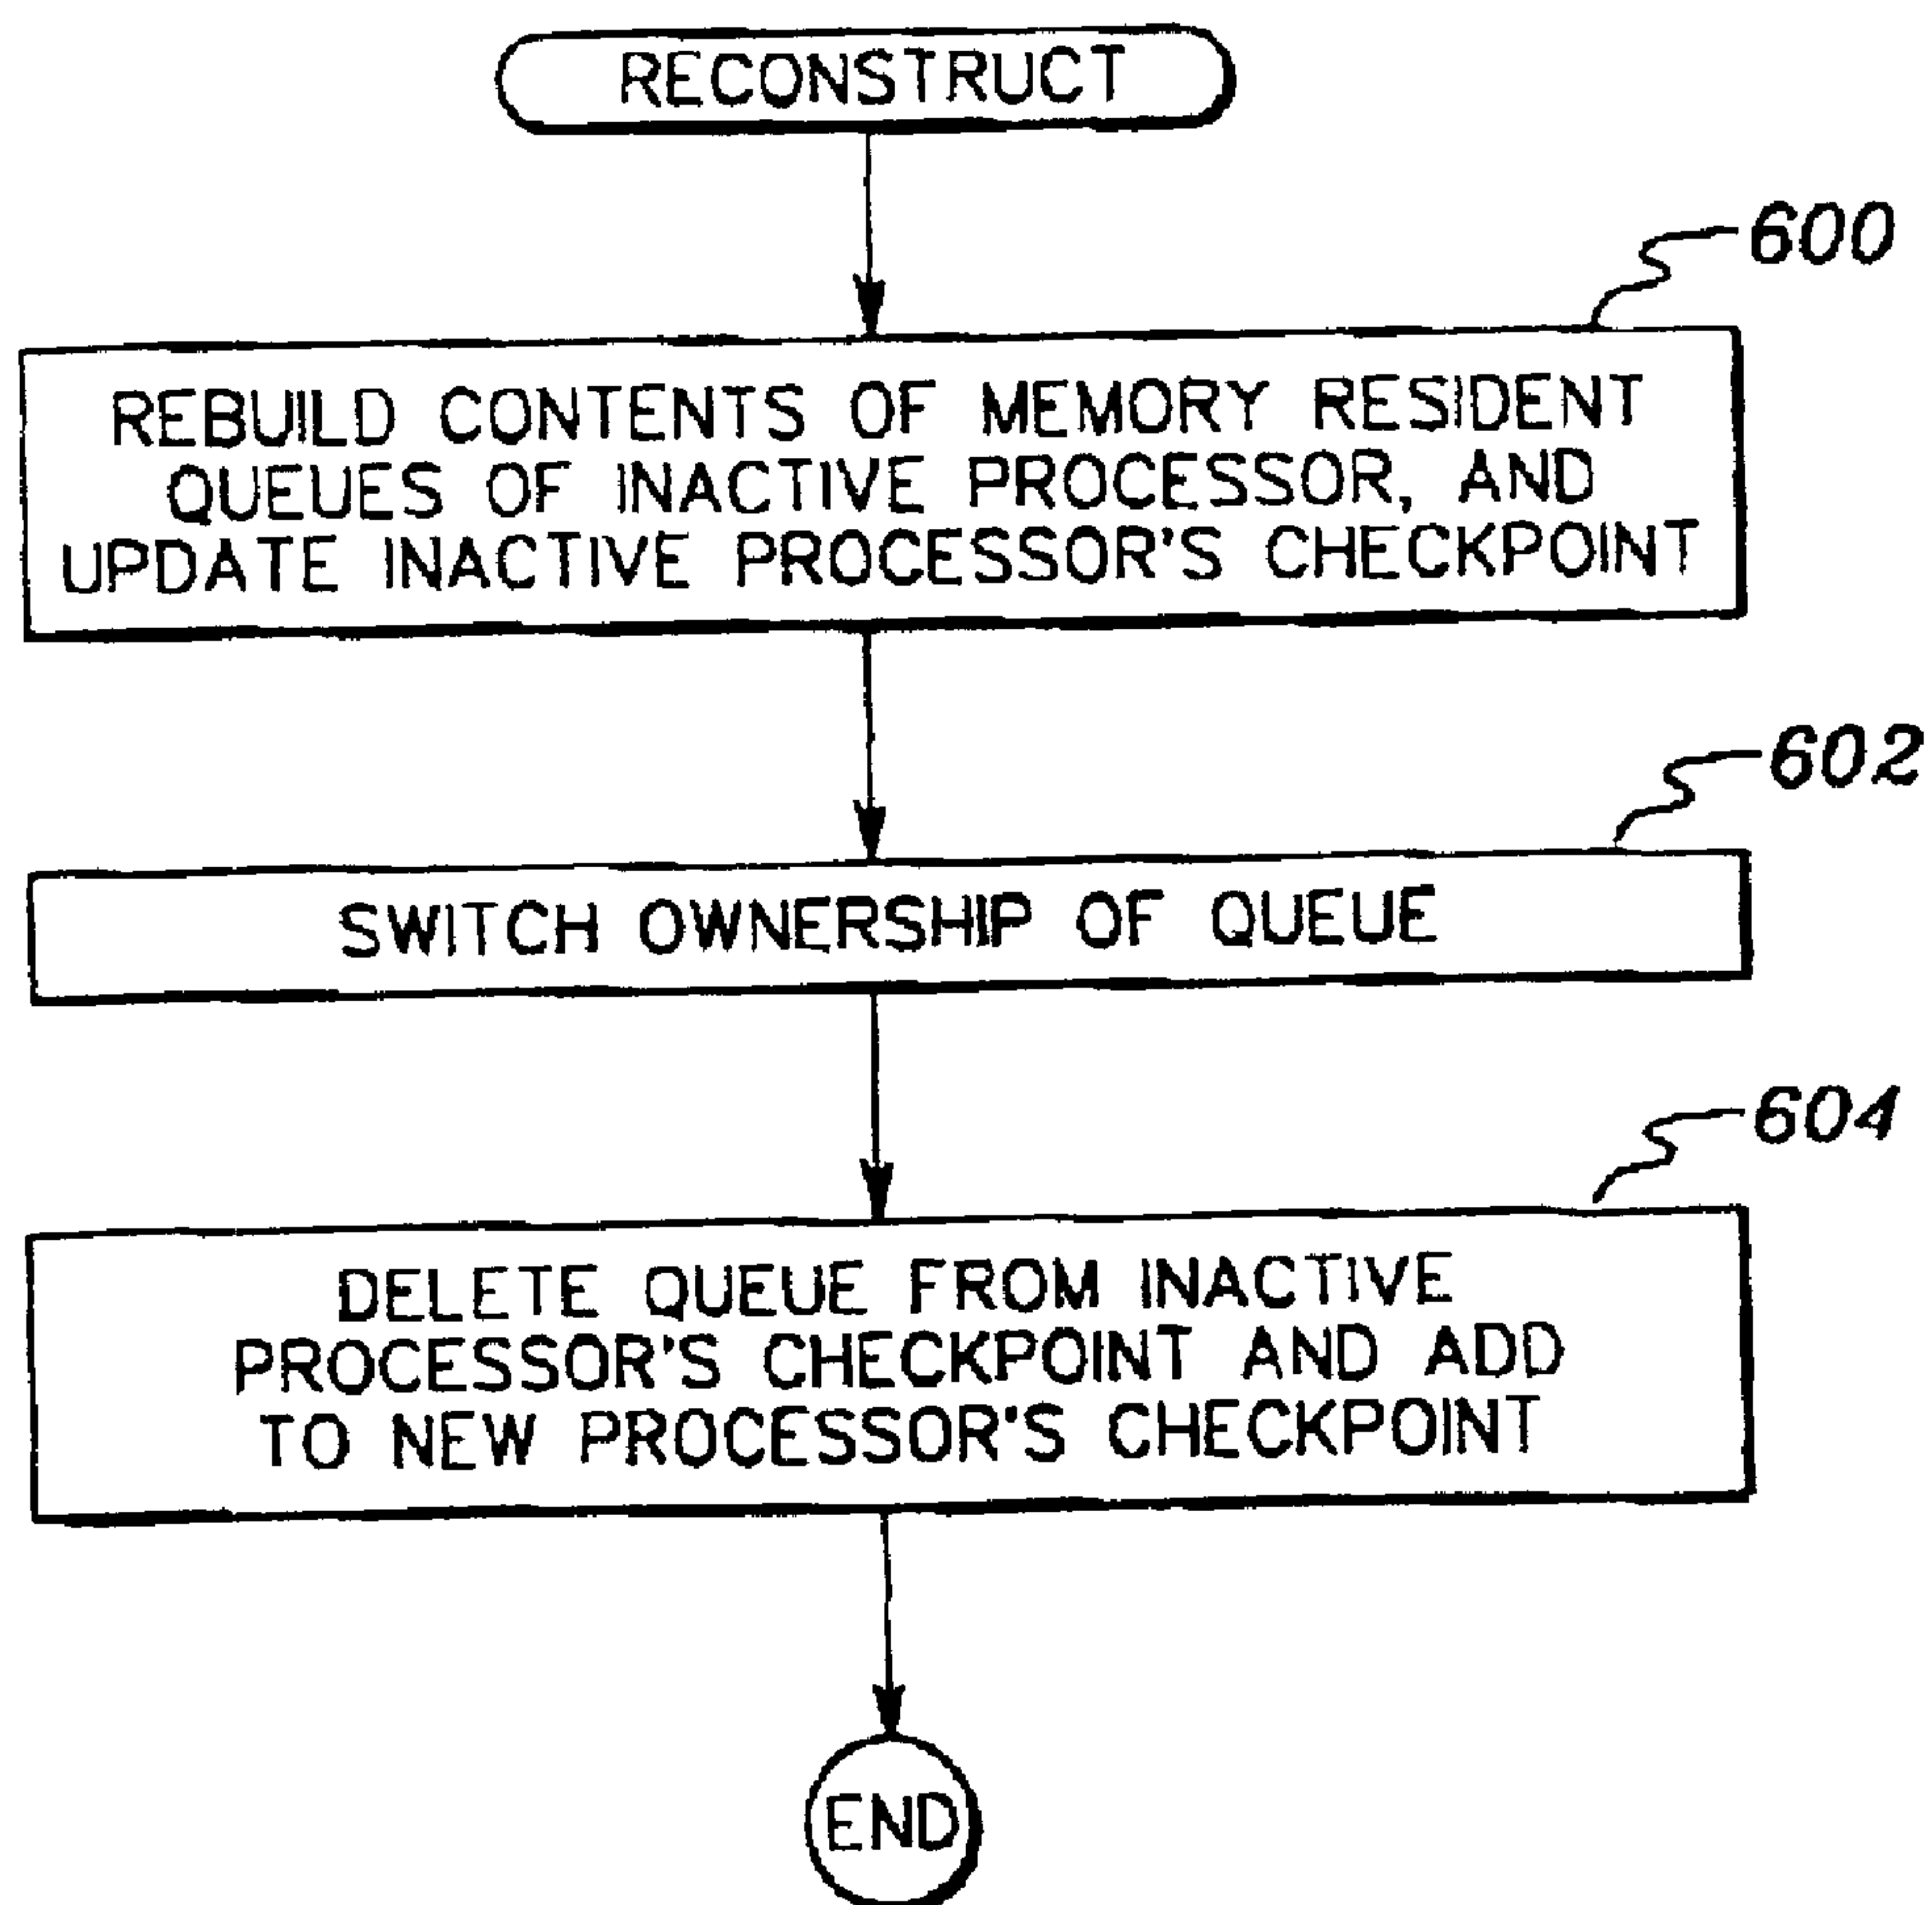 RECONSTRUCT
600
REBUILD CONTENTS OF MEMORY RESIDENT
QUEUES OF INACTIVE PROCESSOR, AND
UPDATE INACTIVE PROCESSOR'S CHECKPOINT
602
SWITCH OWNERSHIP OF QUEUE
604
DELETE QUEUE FROM INACTIVE
PROCESSOR'S CHECKPOINT AND ADD
TO NEW PROCESSOR'S CHECKPOINT
END